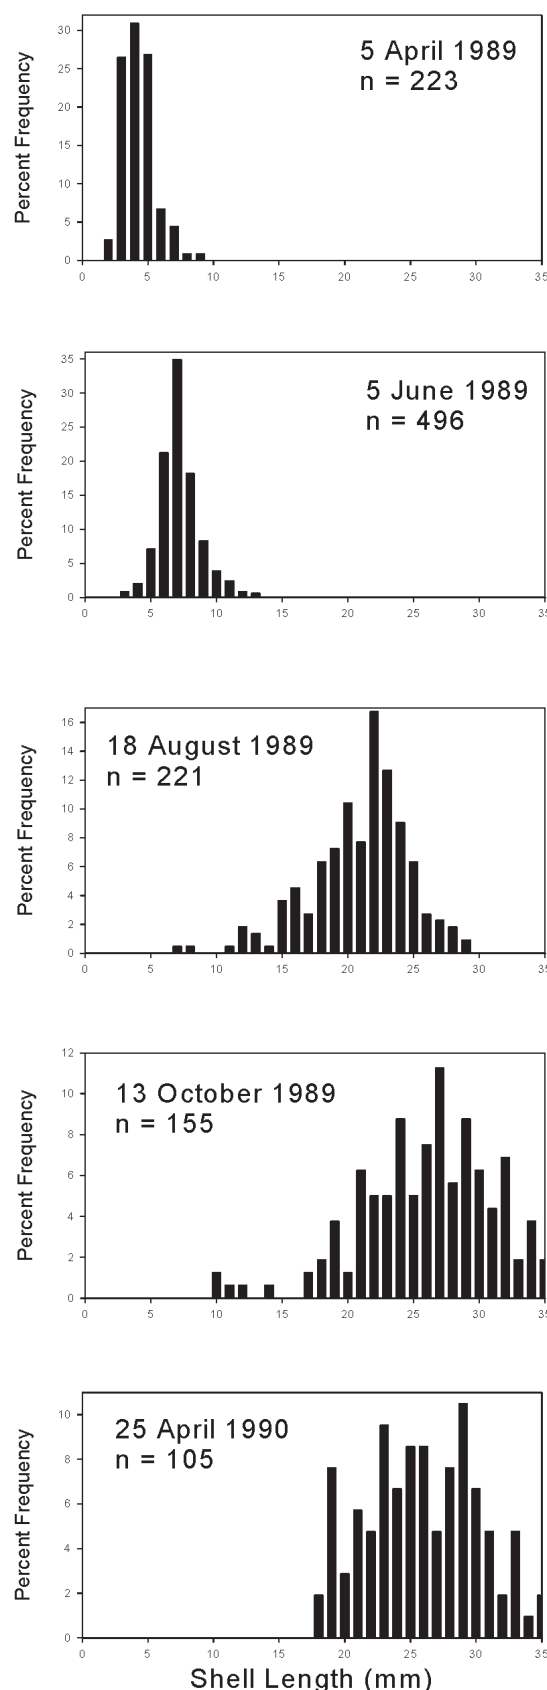 5 April 1989
n = 223
Percent Frequency
30
25
20
15
10
5
0
0 5 10 15 20 25 30 35
5 June 1989
n = 496
Percent Frequency
35
30
25
20
15
10
5
0
0 5 10 15 20 25 30 35
18 August 1989
n = 221
Percent Frequency
16
14
12
10
8
6
4
2
0
0 5 10 15 20 25 30 35
13 October 1989
n = 155
Percent Frequency
12
10
8
6
4
2
0
0 5 10 15 20 25 30 35
25 April 1990
n = 105
Percent Frequency
10
8
6
4
2
0
0 5 10 15 20 25 30 35
Shell Length (mm)